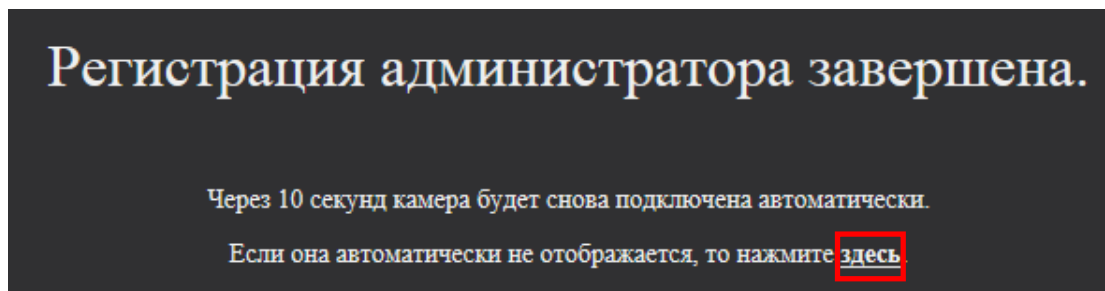 Регистрация администратора завершена.
Через 10 секунд камера будет снова подключена автоматически.
Если она автоматически не отображается, то нажмите здесь.